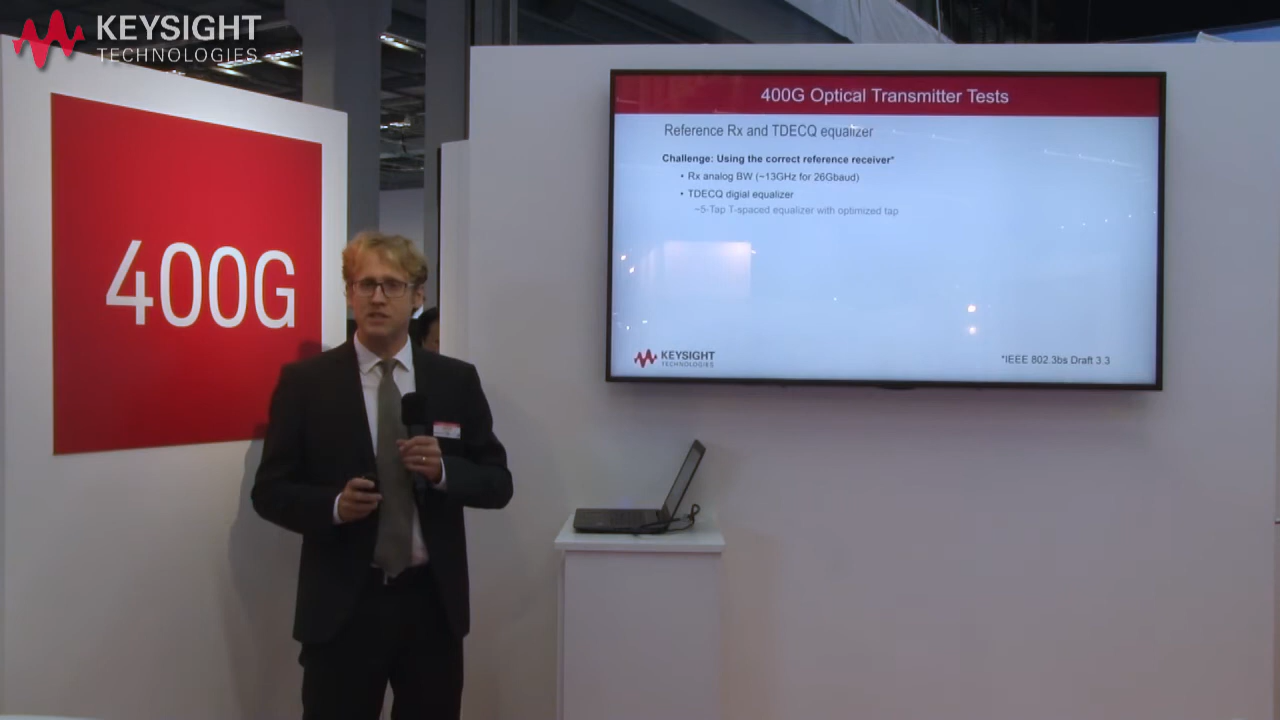 KEYSIGHT
TECHNOLOGIES
400G
400G Optical Transmitter Tests
Reference Rx and TDECQ equalizer
Challenge: Using the correct reference receiver*
• Rx analog BW (~13GHz for 26Gbaud)
• TDECQ digial equalizer
~5-Tap T-spaced equalizer with optimized tap
KEYSIGHT
TECHNOLOGIES
*IEEE 802.3bs Draft 3.3